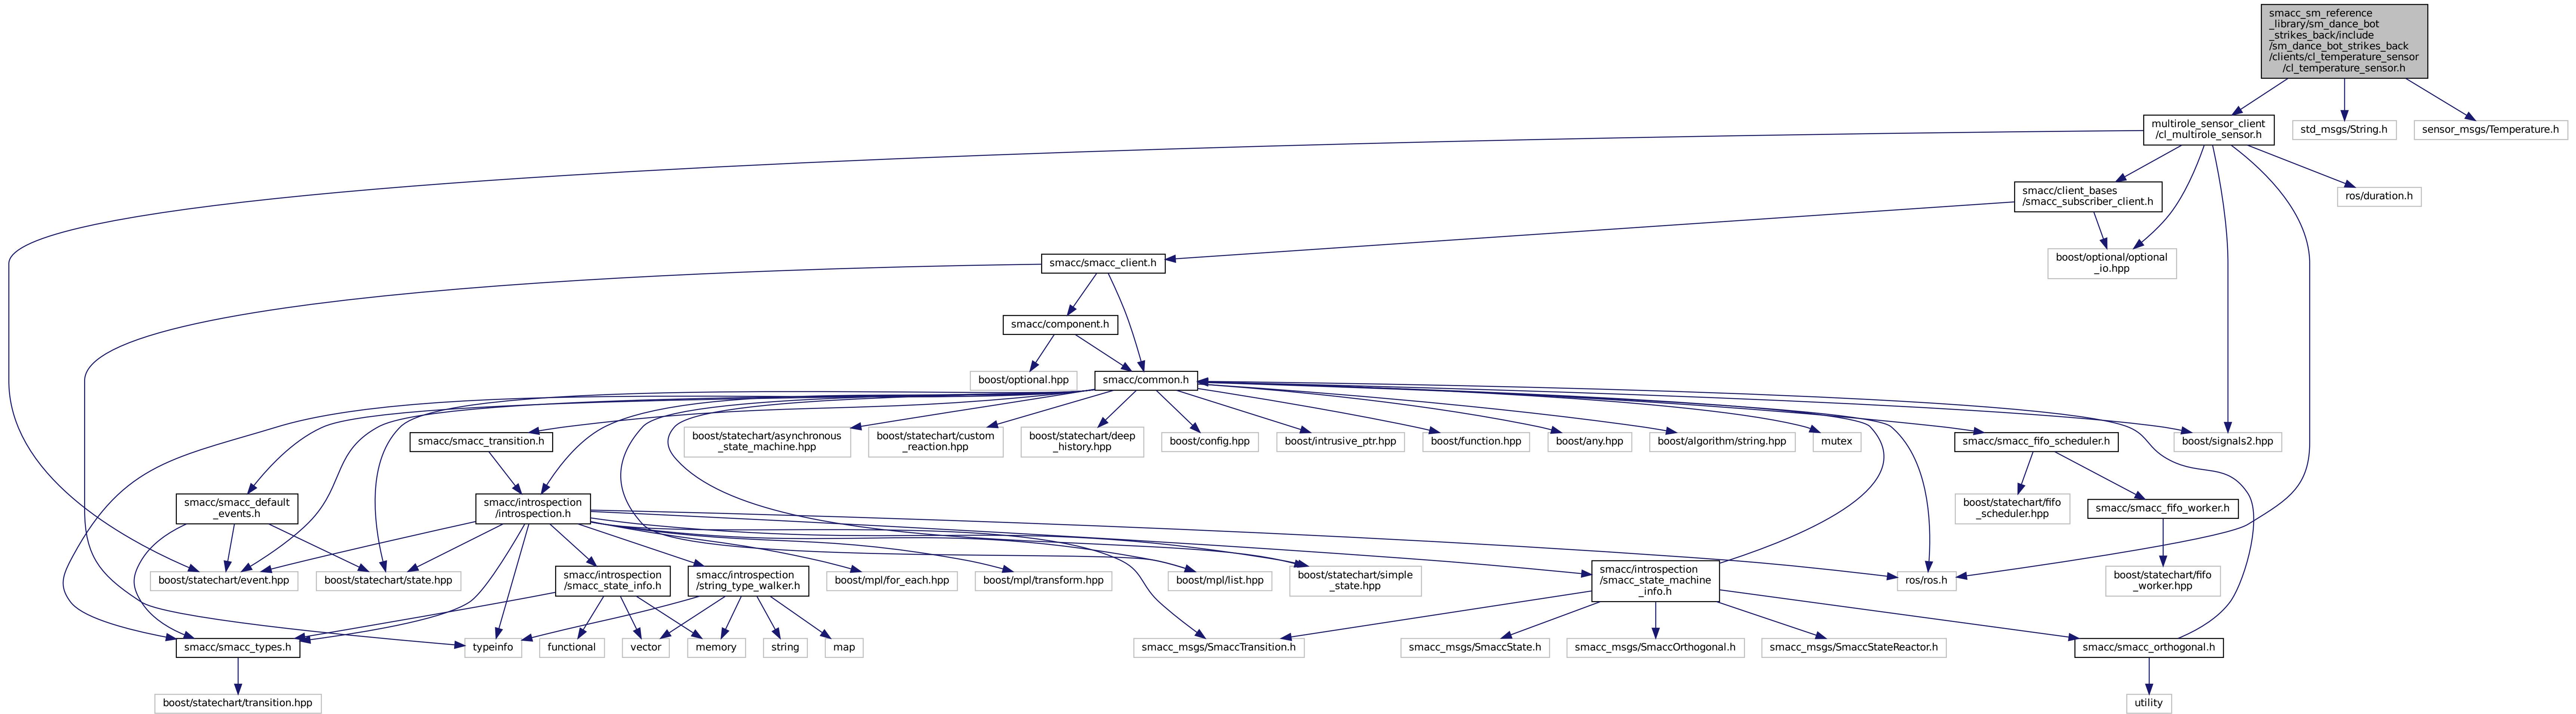 smacc_sm_reference
_library/sm_dance_bot
_strikes_back/include
/sm_dance_bot_strikes_back
/clients/cl_temperature_sensor
/cl_temperature_sensor.h
multirole_sensor_client
/cl_multirole_sensor.h
std_msgs/String.h
sensor_msgs/Temperature.h
smacc/client_bases
/smacc_subscriber_client.h
ros/duration.h
boost/optional/optional
_io.hpp
smacc/smacc_client.h
smacc/component.h
boost/optional.hpp
smacc/common.h
smacc/smacc_transition.h
boost/statechart/asynchronous
_state_machine.hpp
boost/statechart/custom
_reaction.hpp
boost/statechart/deep
_history.hpp
boost/config.hpp
boost/intrusive_ptr.hpp
boost/function.hpp
boost/any.hpp
boost/algorithm/string.hpp
mutex
smacc/smacc_fifo_scheduler.h
boost/signals2.hpp
smacc/smacc_default
_events.h
smacc/introspection
/introspection.h
boost/statechart/fifo
_scheduler.hpp
smacc/smacc_fifo_worker.h
boost/statechart/event.hpp
boost/statechart/state.hpp
smacc/introspection
/smacc_state_info.h
smacc/introspection
/string_type_walker.h
boost/mpl/for_each.hpp
boost/mpl/transform.hpp
boost/mpl/list.hpp
boost/statechart/simple
_state.hpp
smacc/introspection
/smacc_state_machine
_info.h
ros/ros.h
boost/statechart/fifo
_worker.hpp
smacc/smacc_types.h
typeinfo
functional
vector
memory
string
map
smacc_msgs/SmaccTransition.h
smacc_msgs/SmaccState.h
smacc_msgs/SmaccOrthogonal.h
smacc_msgs/SmaccStateReactor.h
smacc/smacc_orthogonal.h
boost/statechart/transition.hpp
utility